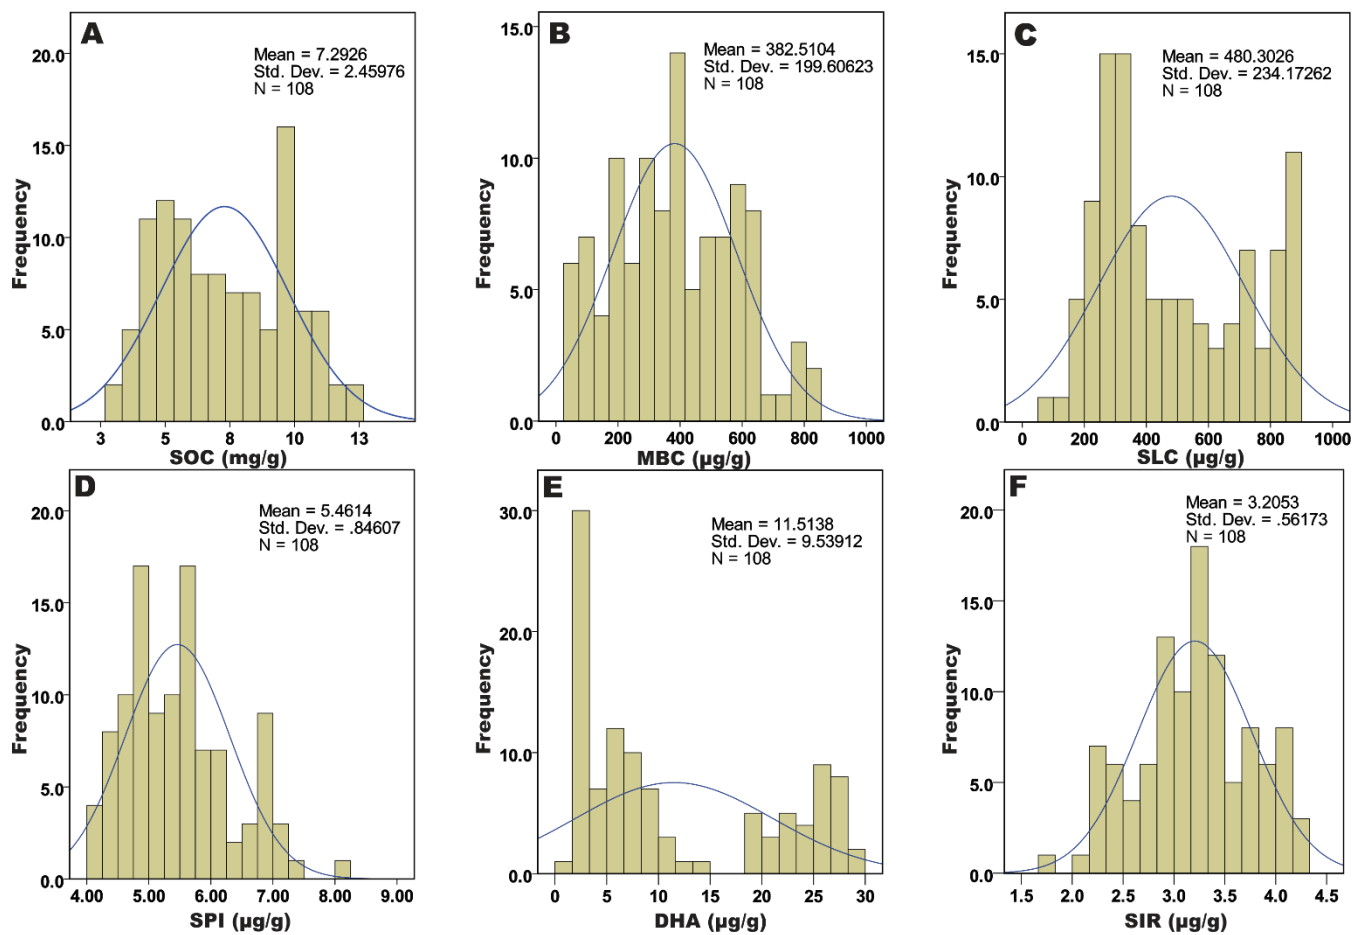 A
Mean = 7.2926
Std. Dev. = 2.45976
N = 108
20.0
15.0
10.0
5.0
0.0
Frequency
3 5 8 10 13
SOC (mg/g)
B
Mean = 382.5104
Std. Dev. = 199.60623
N = 108
15.0
10.0
5.0
0.0
Frequency
0 200 400 600 800 1000
MBC (µg/g)
C
Mean = 480.3026
Std. Dev. = 234.17262
N = 108
15.0
10.0
5.0
0.0
Frequency
0 200 400 600 800 1000
SLC (µg/g)
D
Mean = 5.4614
Std. Dev. = .84607
N = 108
20.0
15.0
10.0
5.0
0.0
Frequency
4.00 5.00 6.00 7.00 8.00 9.00
SPI (µg/g)
E
Mean = 11.5138
Std. Dev. = 9.53912
N = 108
30.0
20.0
10.0
0.0
Frequency
0 5 10 15 20 25 30
DHA (µg/g)
F
Mean = 3.2053
Std. Dev. = .56173
N = 108
20.0
15.0
10.0
5.0
0.0
Frequency
1.5 2.0 2.5 3.0 3.5 4.0 4.5
SIR (µg/g)